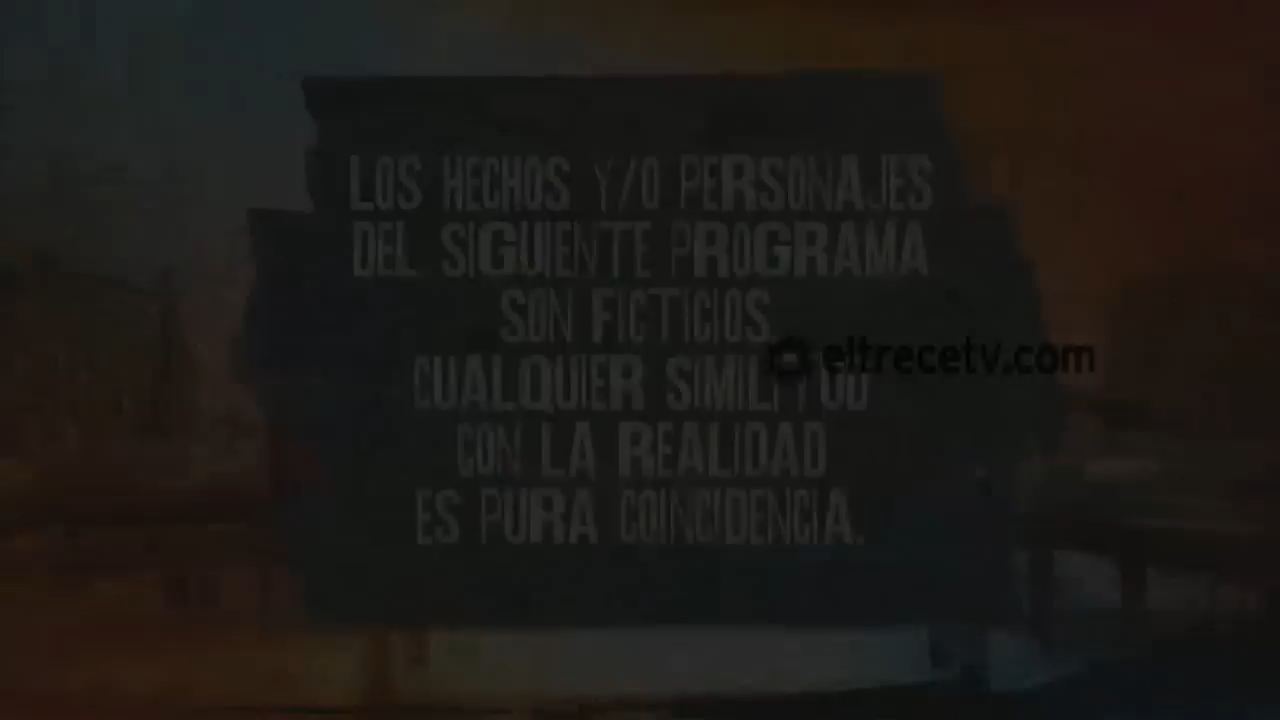 LOS HECHOS Y/O PERSONAJES
DEL SIGUIENTE PROGRAMA
SON FICTICIOS.
CUALQUIER SIMILITUD
CON LA REALIDAD
ES PURA COINCIDENCIA.
eltrecetv.com